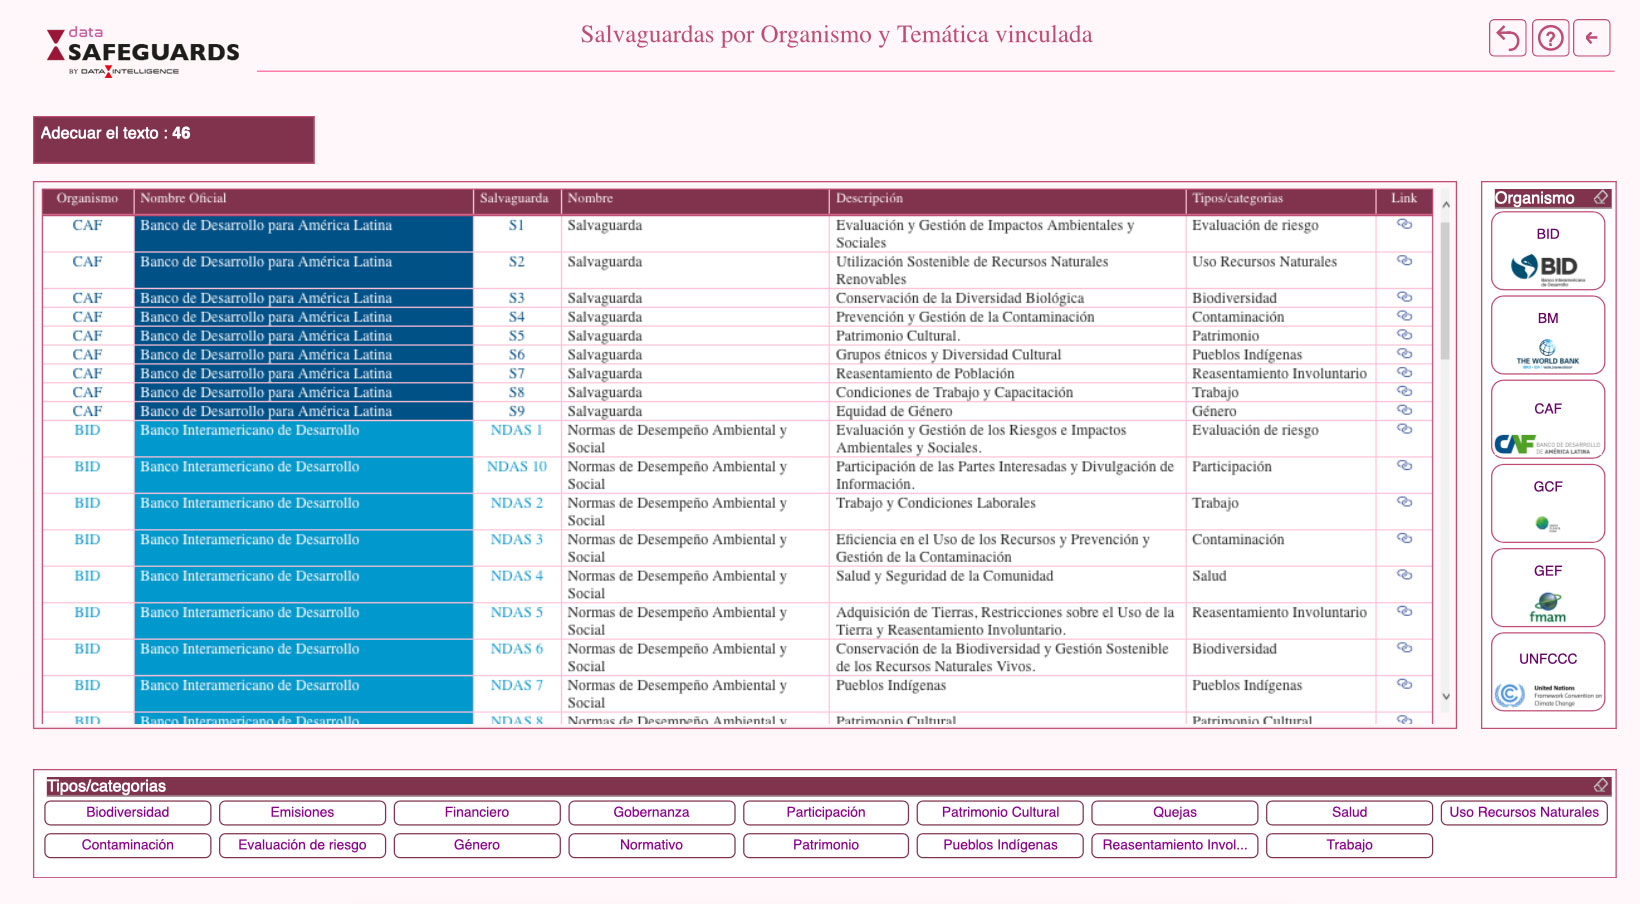 data
SAFEGUARDS
BY DATA INTELLIGENCE
Salvaguardas por Organismo y Temática vinculada
Adecuar el texto : 46
Organismo Nombre Oficial Salvaguarda Nombre Descripción Tipos/categorias Link
CAF Banco de Desarrollo para América Latina S1 Salvaguarda Evaluación y Gestión de Impactos Ambientales y Evaluación de riesgo
Sociales
CAF Banco de Desarrollo para América Latina S2 Salvaguarda Utilización Sostenible de Recursos Naturales Uso Recursos Naturales
Renovables
CAF Banco de Desarrollo para América Latina S3 Salvaguarda Conservación de la Diversidad Biológica Biodiversidad
CAF Banco de Desarrollo para América Latina S4 Salvaguarda Prevención y Gestión de la Contaminación Contaminación
CAF Banco de Desarrollo para América Latina S5 Salvaguarda Patrimonio Cultural. Patrimonio
CAF Banco de Desarrollo para América Latina S6 Salvaguarda Grupos étnicos y Diversidad Cultural Pueblos Indígenas
CAF Banco de Desarrollo para América Latina S7 Salvaguarda Reasentamiento de Población Reasentamiento Involuntario
CAF Banco de Desarrollo para América Latina S8 Salvaguarda Condiciones de Trabajo y Capacitación Trabajo
CAF Banco de Desarrollo para América Latina S9 Salvaguarda Equidad de Género Género
BID Banco Interamericano de Desarrollo NDAS 1 Normas de Desempeño Ambiental y Evaluación y Gestión de los Riesgos e Impactos Evaluación de riesgo
Social Ambientales y Sociales.
BID Banco Interamericano de Desarrollo NDAS 10 Normas de Desempeño Ambiental y Participación de las Partes Interesadas y Divulgación de Participación
Social Información.
BID Banco Interamericano de Desarrollo NDAS 2 Normas de Desempeño Ambiental y Trabajo y Condiciones Laborales Trabajo
Social
BID Banco Interamericano de Desarrollo NDAS 3 Normas de Desempeño Ambiental y Eficiencia en el Uso de los Recursos y Prevención y Contaminación
Social Gestión de la Contaminación
BID Banco Interamericano de Desarrollo NDAS 4 Normas de Desempeño Ambiental y Salud y Seguridad de la Comunidad Salud
Social
BID Banco Interamericano de Desarrollo NDAS 5 Normas de Desempeño Ambiental y Adquisición de Tierras, Restricciones sobre el Uso de la Reasentamiento Involuntario
Social Tierra y Reasentamiento Involuntario.
BID Banco Interamericano de Desarrollo NDAS 6 Normas de Desempeño Ambiental y Conservación de la Biodiversidad y Gestión Sostenible Biodiversidad
Social de los Recursos Naturales Vivos.
BID Banco Interamericano de Desarrollo NDAS 7 Normas de Desempeño Ambiental y Pueblos Indígenas Pueblos Indígenas
Social
BID Banco Interamericano de Desarrollo NDAS 8 Normas de Desempeño Ambiental y Patrimonio Cultural Patrimonio Cultural
Organismo
BID
BID
Banco Interamericano
de Desarrollo
BM
THE WORLD BANK
CAF
CAF BANCO DE DESARROLLO
DE AMÉRICA LATINA
GCF
GEF
fmam
UNFCCC
United Nations
Framework Convention on
Climate Change
Tipos/categorias
Biodiversidad Emisiones Financiero Gobernanza Participación Patrimonio Cultural Quejas Salud Uso Recursos Naturales
Contaminación Evaluación de riesgo Género Normativo Patrimonio Pueblos Indígenas Reasentamiento Invol... Trabajo